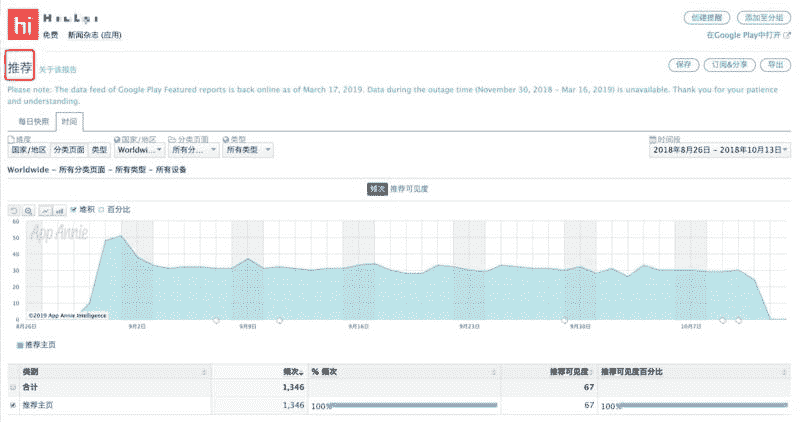 hi
创建提醒 添加至分组
免费 新闻杂志 (应用)
在Google Play中打开
推荐 关于该报告
保存 订阅&分享 导出
Please note: The data feed of Google Play Featured reports is back online as of March 17, 2019. Data during the outage time (November 30, 2018 - Mar 16, 2019) is unavailable. Thank you for your patience
and understanding.
每日快照 时间
维度 国家/地区 分类页面 类型 时间段
国家/地区 分类页面 类型 Worldwi... 所有分... 所有类型 2018年8月26日 - 2018年10月13日
Worldwide - 所有分类页面 - 所有类型 - 所有设备
频次 推荐可见度
堆积 百分比
60
50
40
30
20
10
0
App Annie
©2019 App Annie Intelligence
8月26日 9月2日 9月9日 9月16日 9月23日 9月30日 10月7日
推荐主页
类别 频次 % 频次 推荐可见度 推荐可见度百分比
合计 1,346 67
推荐主页 1,346 100% 67 100%